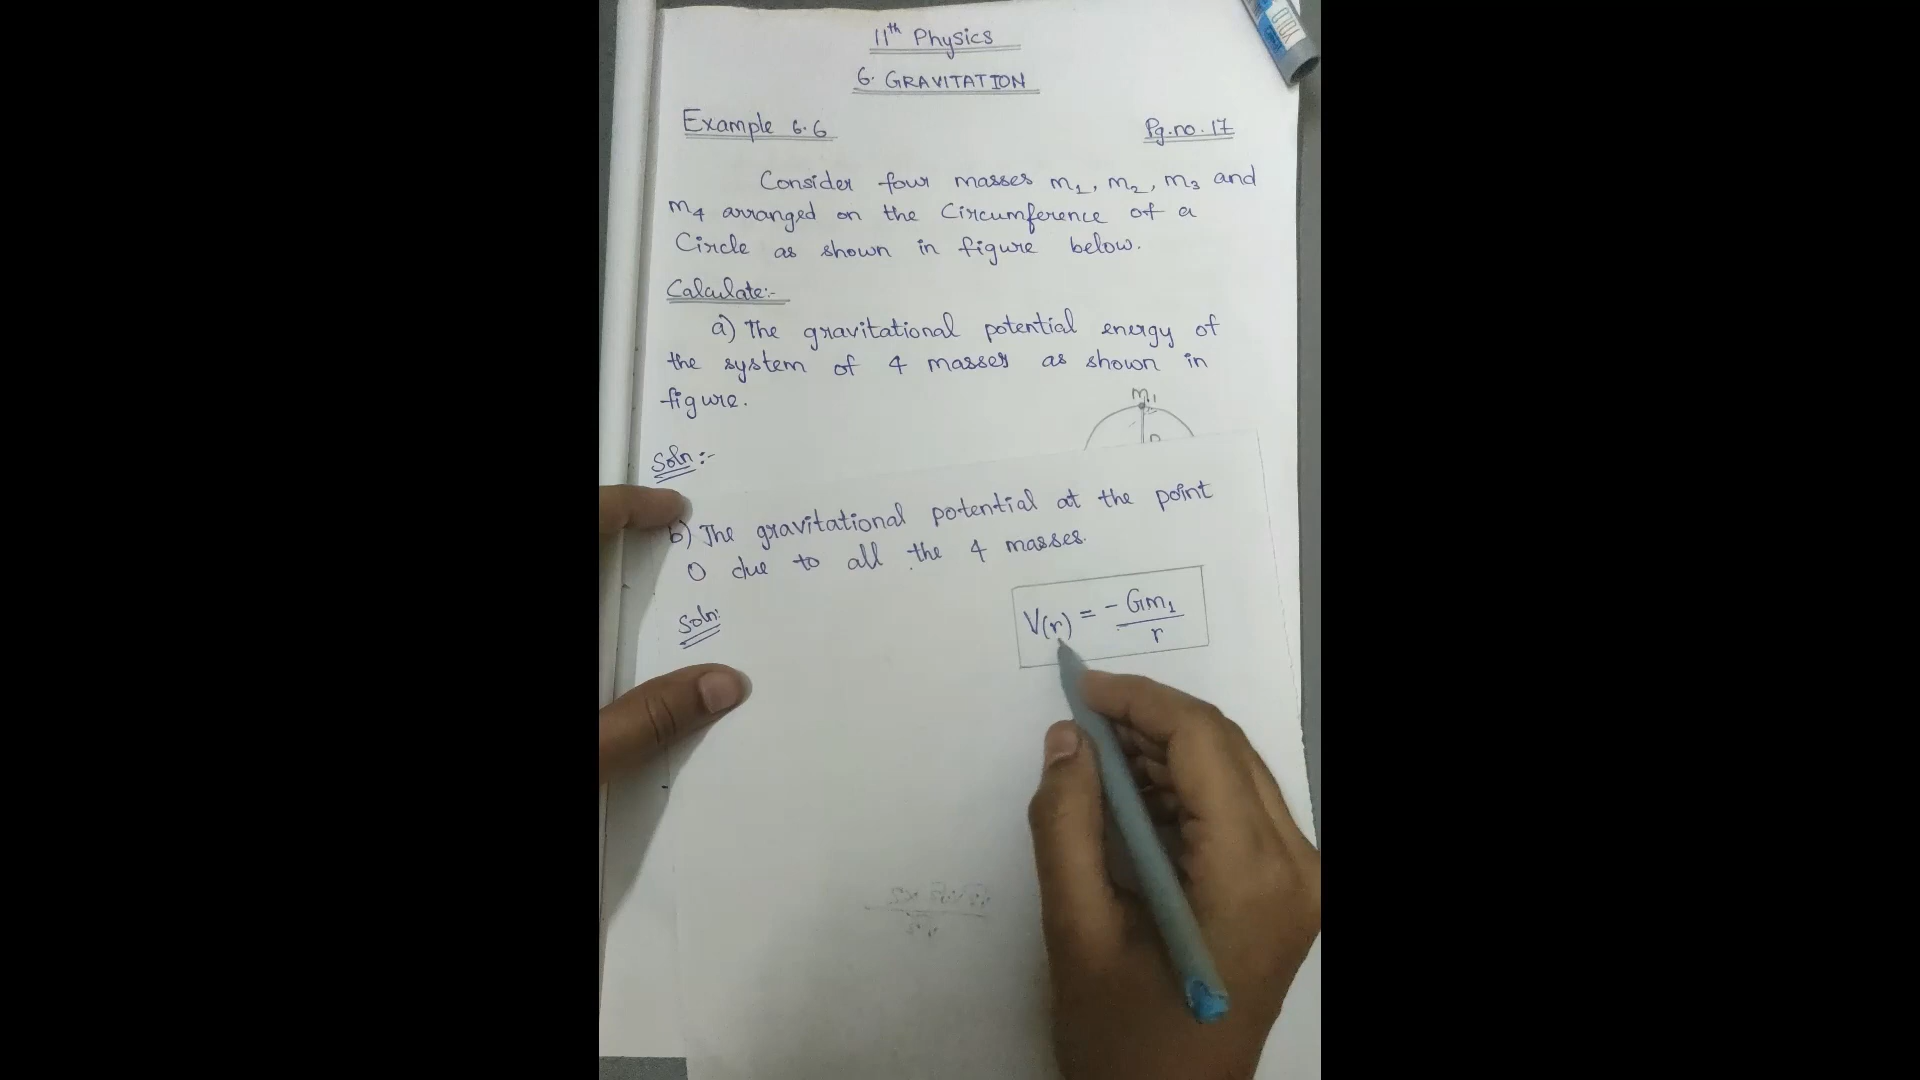 11th Physics
6. GRAVITATION
Example 6.6 Pg.no.17
Consider four masses m1, m2, m3 and
m4 arranged on the Circumference of a
Circle as shown in figure below.
Calculate:-
a) The gravitational potential energy of
the system of 4 masses as shown in
figure.
m1
Soln:-
b) The gravitational potential at the point
O due to all the 4 masses.
V(r) = -Gm1/r
Soln:
YOLO